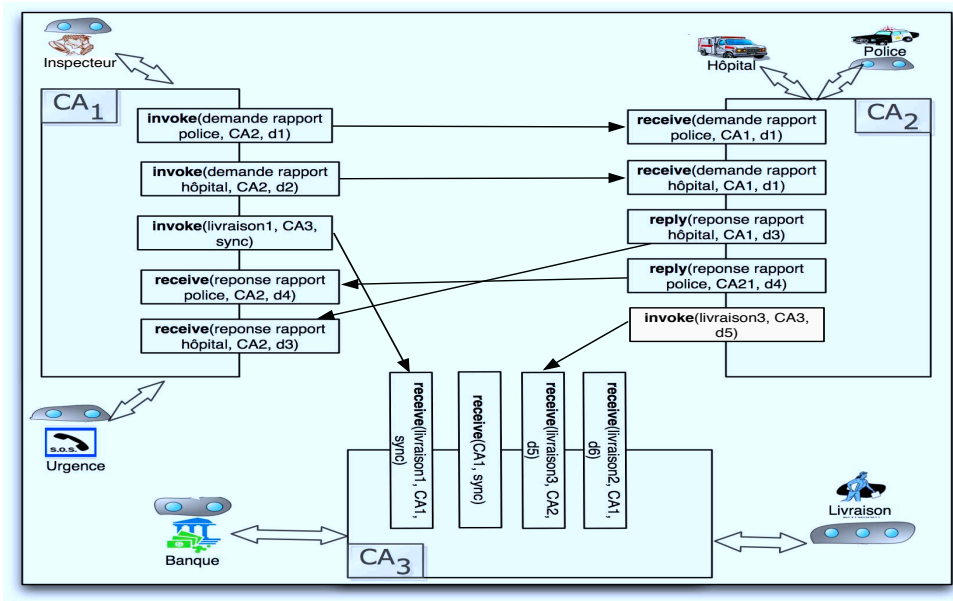 Inspecteur
Hôpital
Police
CA1
CA2
invoke(demande rapport
police, CA2, d1)
receive(demande rapport
police, CA1, d1)
invoke(demande rapport
hôpital, CA2, d2)
receive(demande rapport
hôpital, CA1, d1)
invoke(livraison1, CA3,
sync)
reply(reponse rapport
hôpital, CA1, d3)
receive(reponse rapport
police, CA2, d4)
reply(reponse rapport
police, CA21, d4)
receive(reponse rapport
hôpital, CA2, d3)
invoke(livraison3, CA3,
d5)
receive(livraison1, CA1,
sync)
receive(CA1, sync)
receive(livraison3, CA2,
d5)
receive(livraison2, CA1,
d6)
s.o.s.
Urgence
Banque
CA3
Livraison